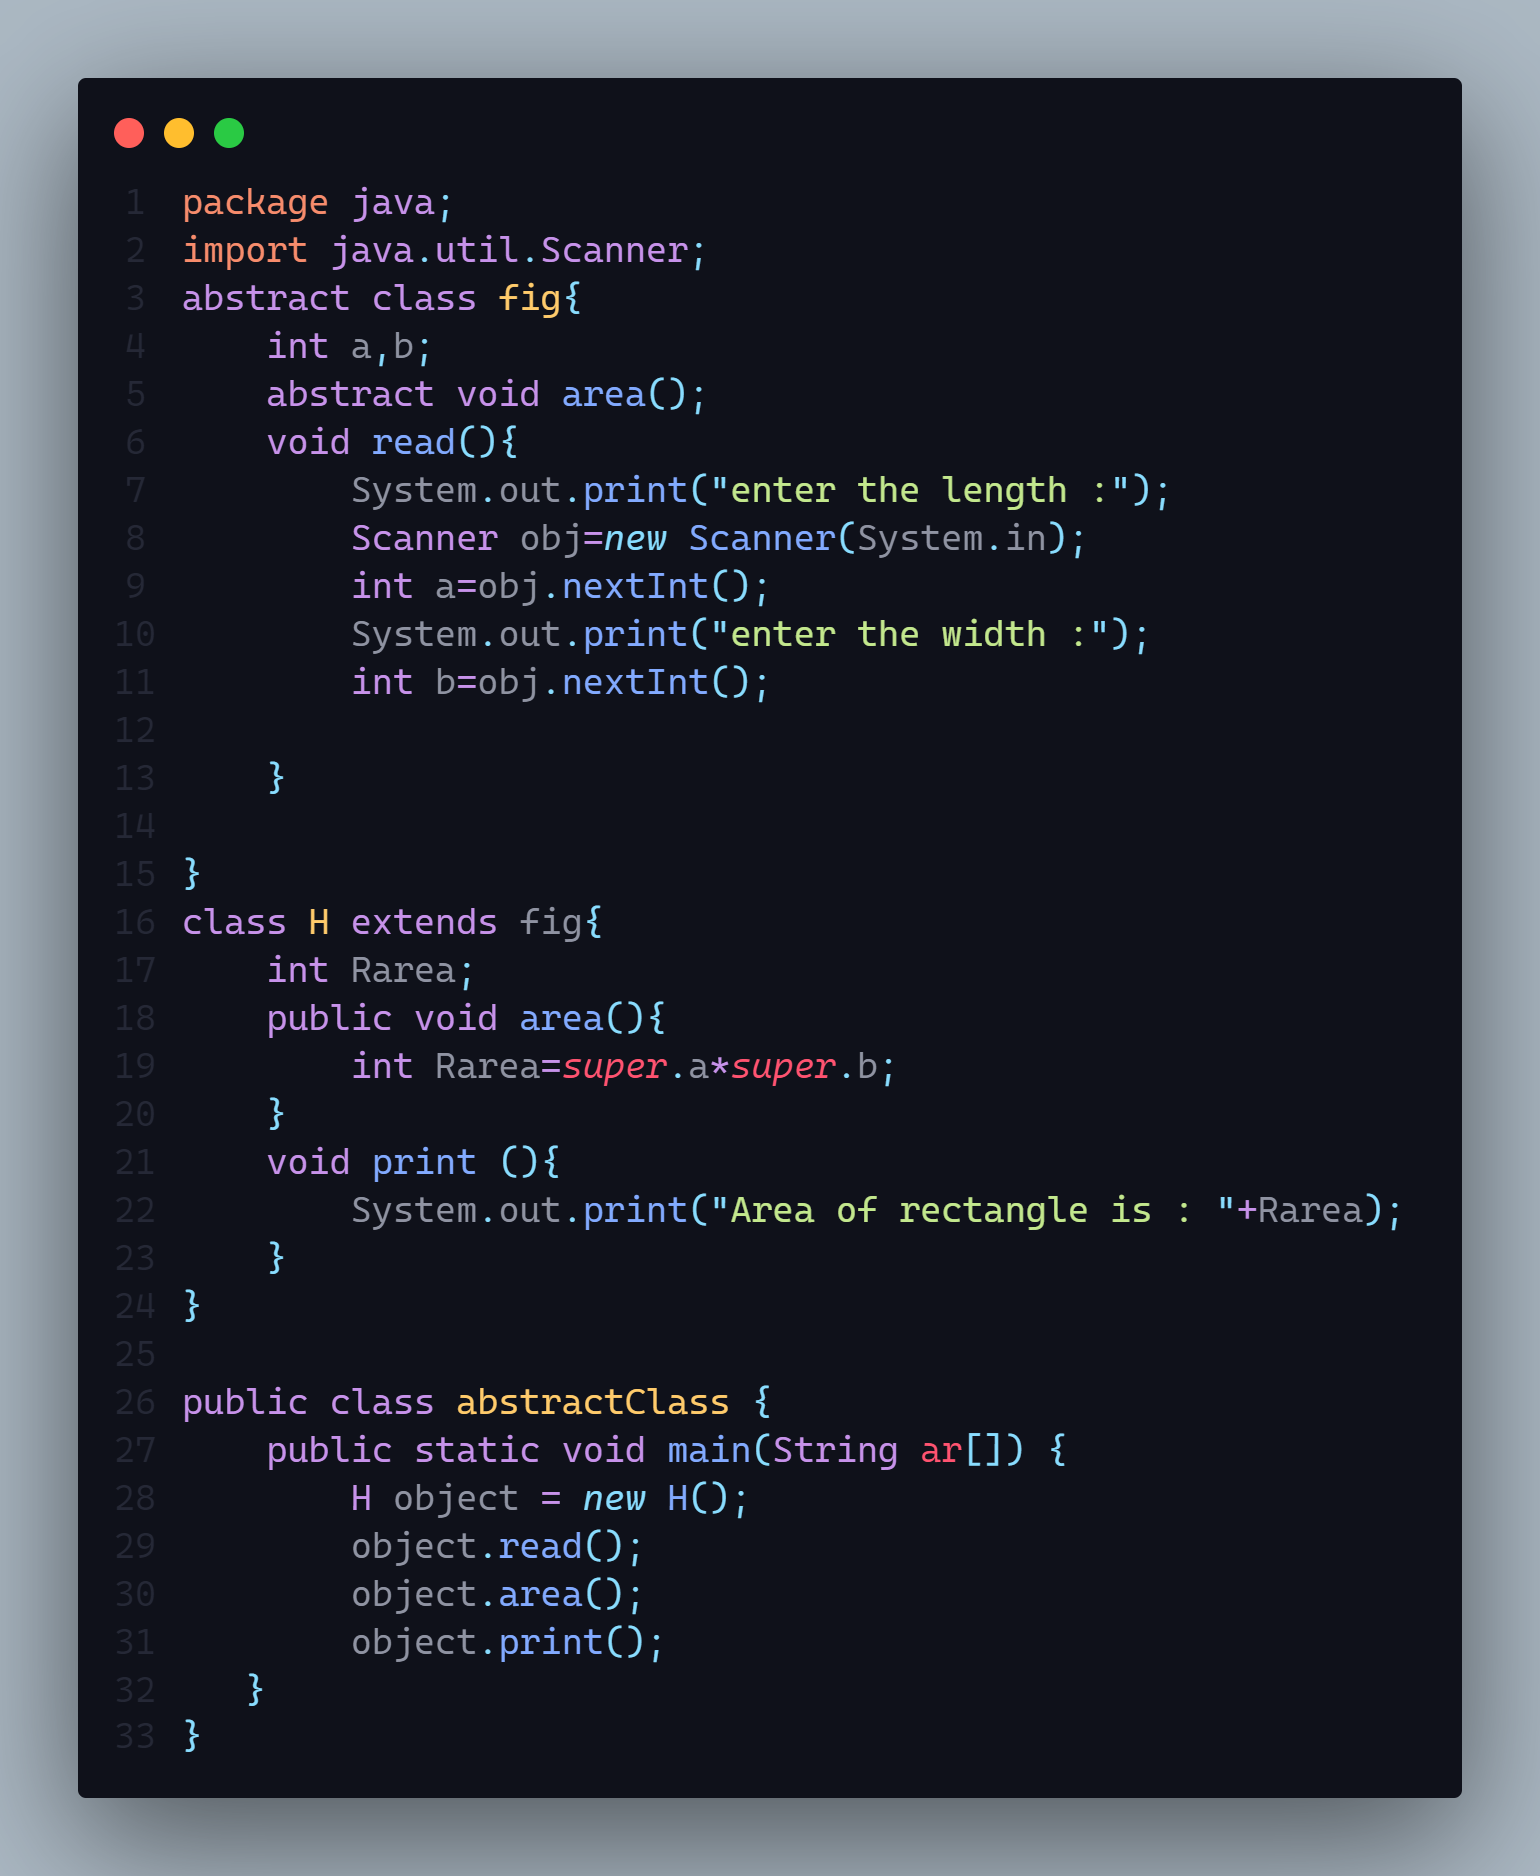 1 package java;
2 import java.util.Scanner;
3 abstract class fig{
4     int a,b;
5     abstract void area();
6     void read(){
7         System.out.print("enter the length :");
8         Scanner obj=new Scanner(System.in);
9         int a=obj.nextInt();
10         System.out.print("enter the width :");
11         int b=obj.nextInt();
12
13     }
14
15 }
16 class H extends fig{
17     int Rarea;
18     public void area(){
19         int Rarea=super.a*super.b;
20     }
21     void print (){
22         System.out.print("Area of rectangle is : "+Rarea);
23     }
24 }
25
26 public class abstractClass {
27     public static void main(String ar[]) {
28         H object = new H();
29         object.read();
30         object.area();
31         object.print();
32    }
33 }